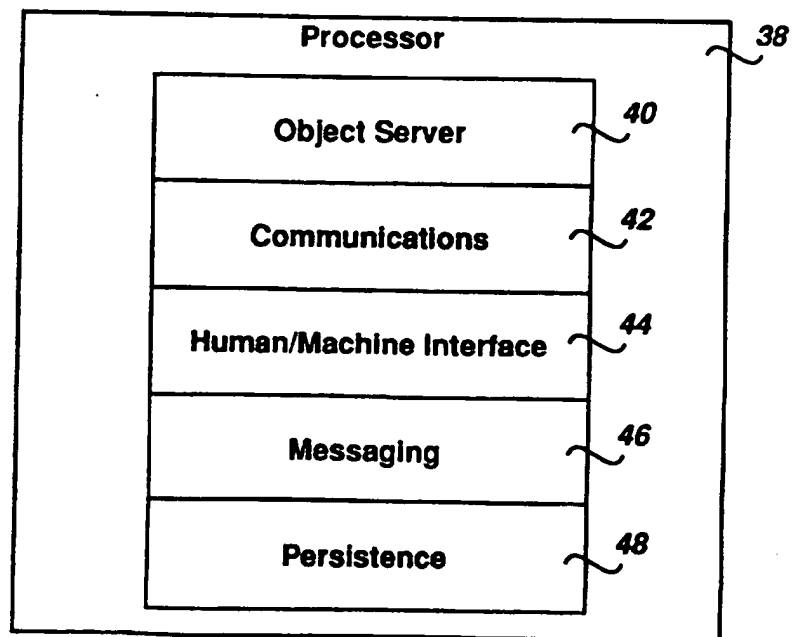 Processor 38
Object Server 40
Communications 42
Human/Machine Interface 44
Messaging 46
Persistence 48